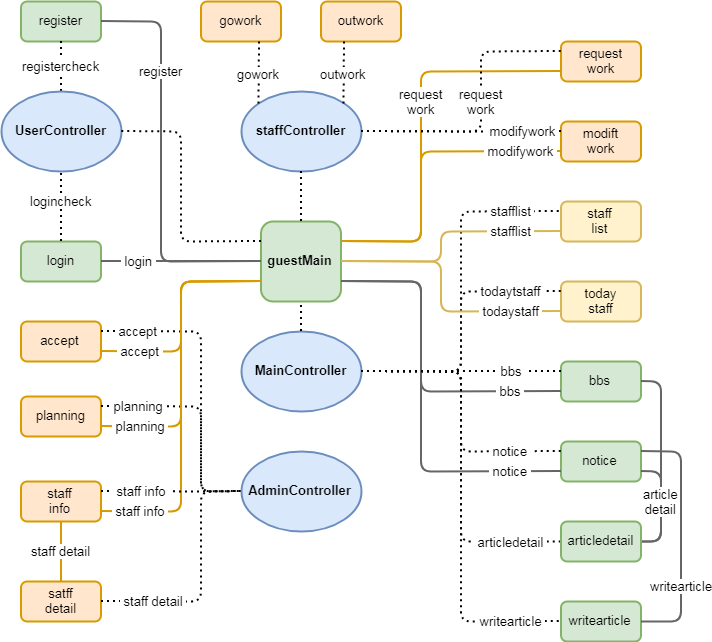 register
gowork
outwork
registercheck
register
gowork
outwork
request
work
request
work
request
work
UserController
staffController
modifywork
modift
work
modifywork
logincheck
stafflist
staff
list
stafflist
login
login
guestMain
todaytstaff
today
staff
todaystaff
accept
accept
accept
MainController
bbs
bbs
bbs
planning
planning
planning
notice
notice
notice
staff
info
staff info
staff info
AdminController
article
detail
staff detail
articledetail
articledetail
writearticle
satff
detail
staff detail
writearticle
writearticle